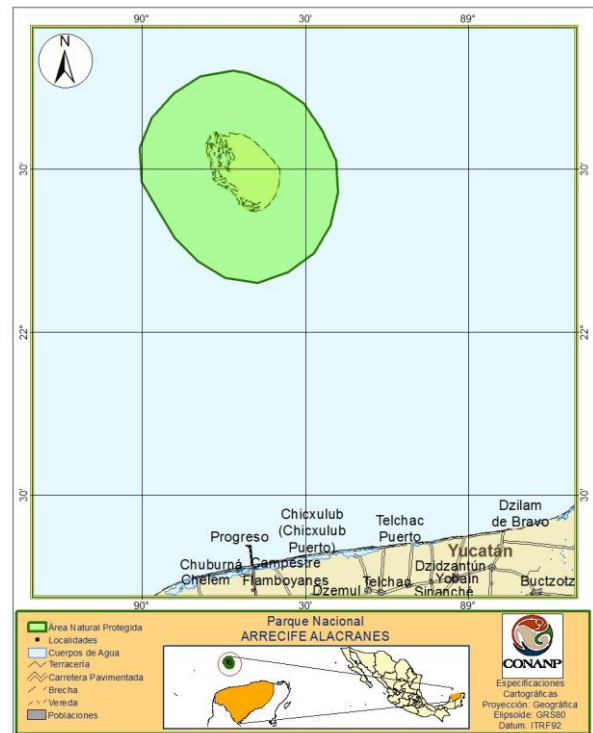 90°
30'
89°
N
30'
30'
22°
22°
30'
30'
Dzilam
de Bravo
Chicxulub
(Chicxulub
Puerto)
Telchac
Puerto
Progreso
Yucatán
Chuburná
Campestre
Dzidzantún
Chelem
Flamboyanes
Yobain
Dzemul
Telchac
Sinanché
Buctzotz
90°
30'
89°
Parque Nacional
ARRECIFE ALACRANES
Área Natural Protegida
Localidades
Cuerpos de Agua
Terracería
Carretera Pavimentada
Brecha
Vereda
Poblaciones
CONANP
Especificaciones
Cartográficas
Proyección: Geográfica
Elipsoide: GRS80
Datum: ITRF92